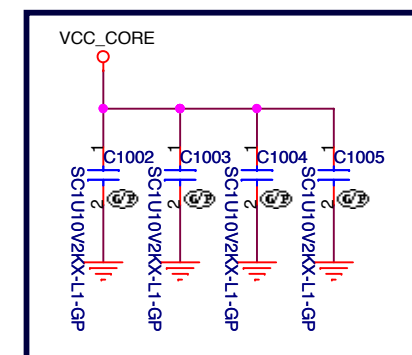 VCC_CORE
1
C1002
1
C1003
1
C1004
1
C1005
SC1U10V2KX-L1-GP
2
G/P
SC1U10V2KX-L1-GP
2
G/P
SC1U10V2KX-L1-GP
2
G/P
SC1U10V2KX-L1-GP
2
G/P